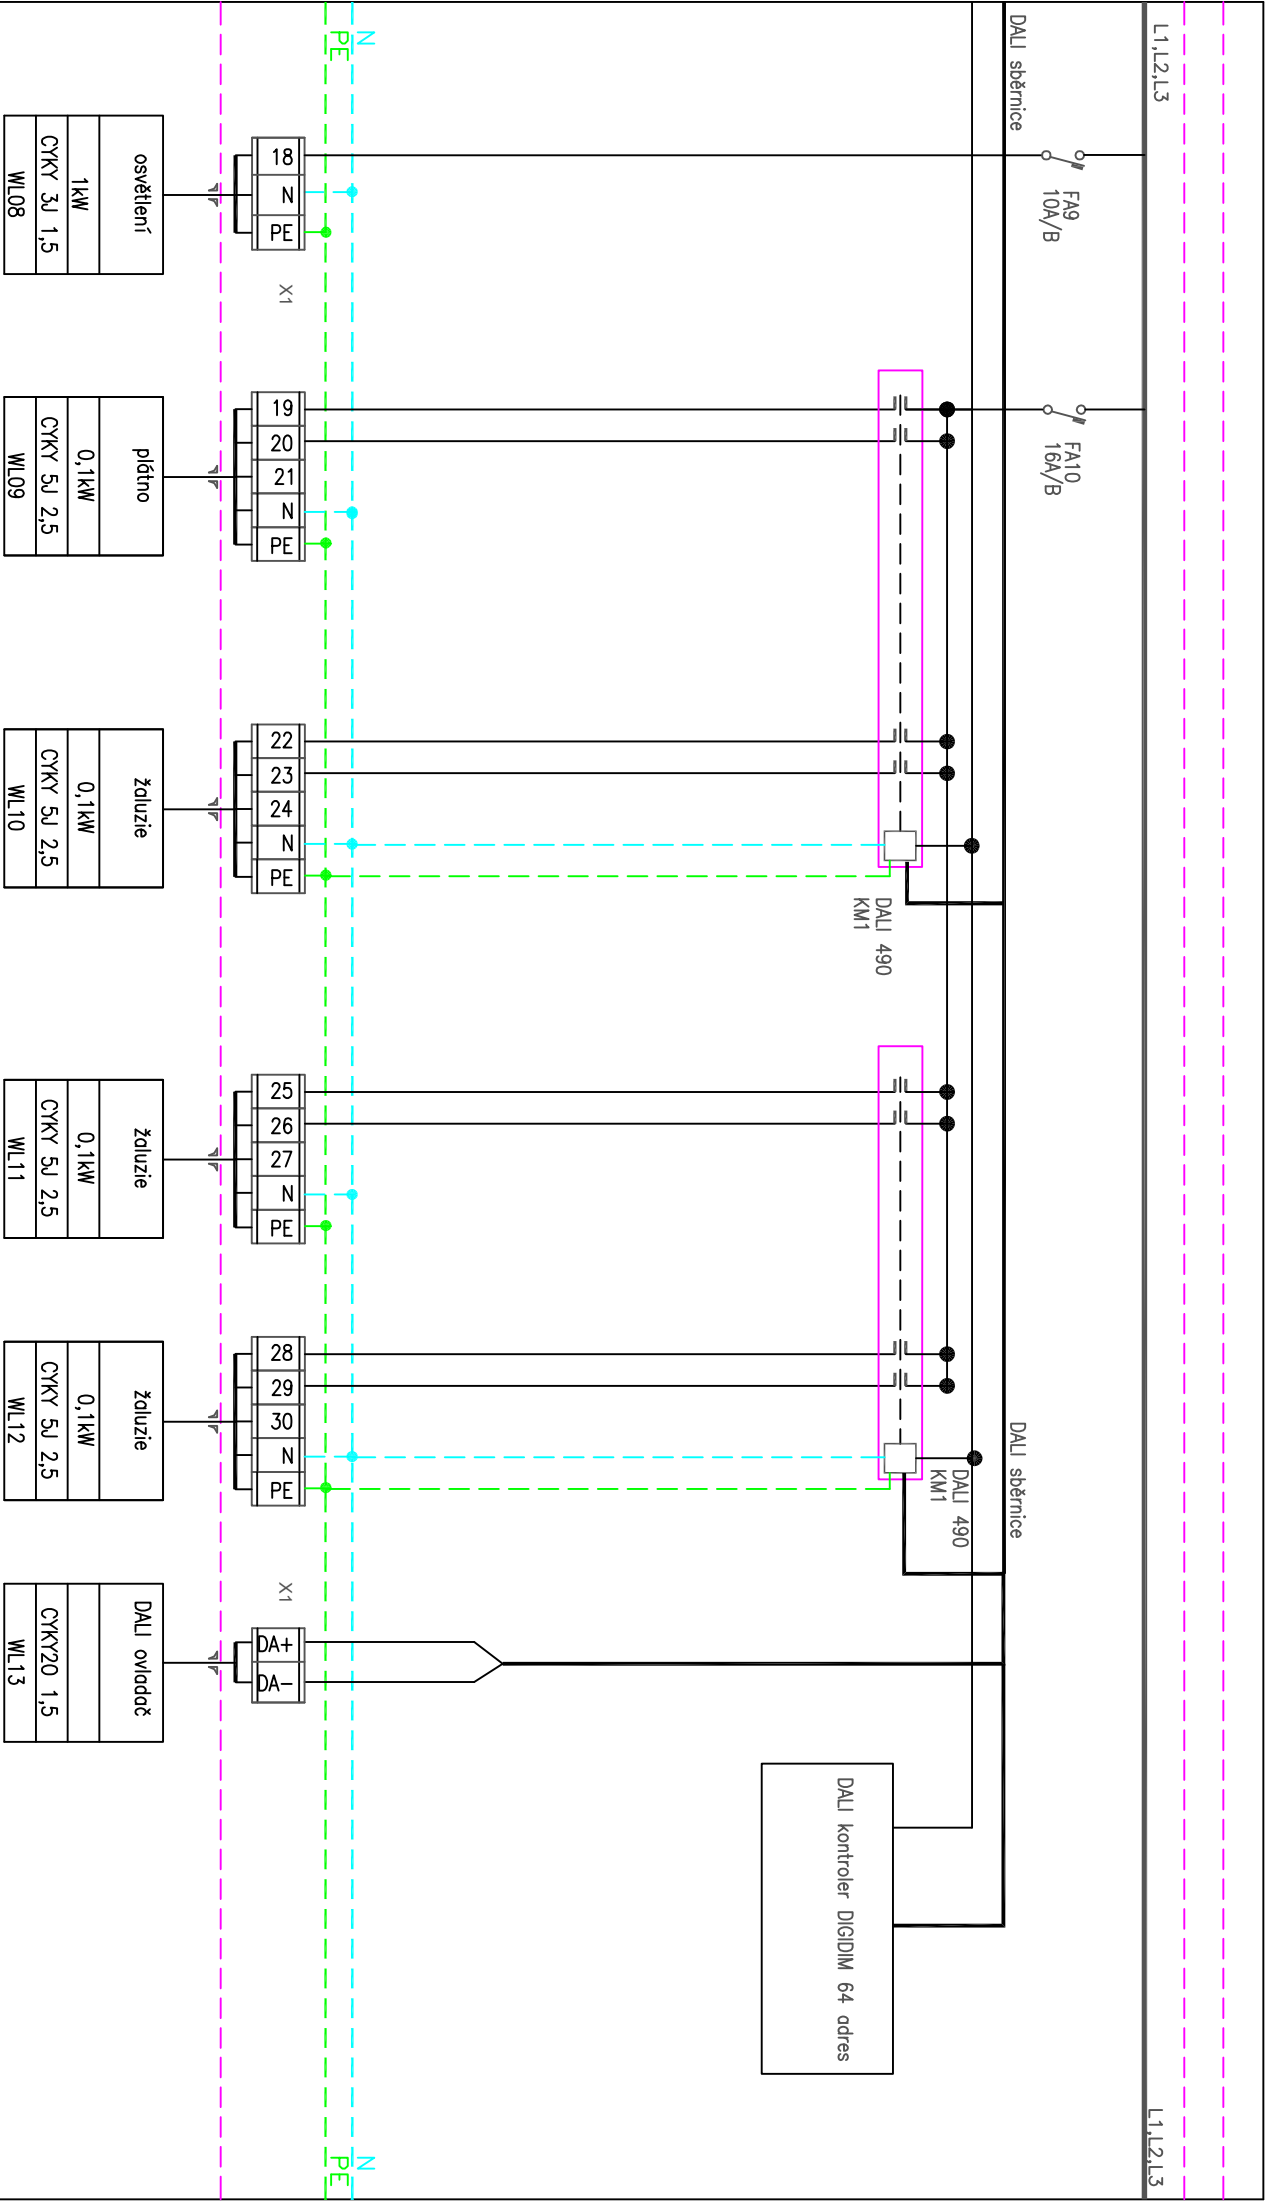 L1,L2,L3
L1,L2,L3
DALI sběrnice
DALI sběrnice
FA9
10A/B
FA10
16A/B
DALI 490
KM1
DALI 490
KM1
DALI kontroler DIGIDIM 64 adres
N
PE
N
PE
18
N
PE
X1
19
20
21
N
PE
22
23
24
N
PE
25
26
27
N
PE
28
29
30
N
PE
X1
DA+
DA-
osvětlení
1kW
CYKY 3J 1,5
WL08
plátno
0,1kW
CYKY 5J 2,5
WL09
žaluzie
0,1kW
CYKY 5J 2,5
WL10
žaluzie
0,1kW
CYKY 5J 2,5
WL11
žaluzie
0,1kW
CYKY 5J 2,5
WL12
DALI ovladač
CYKY2O 1,5
WL13